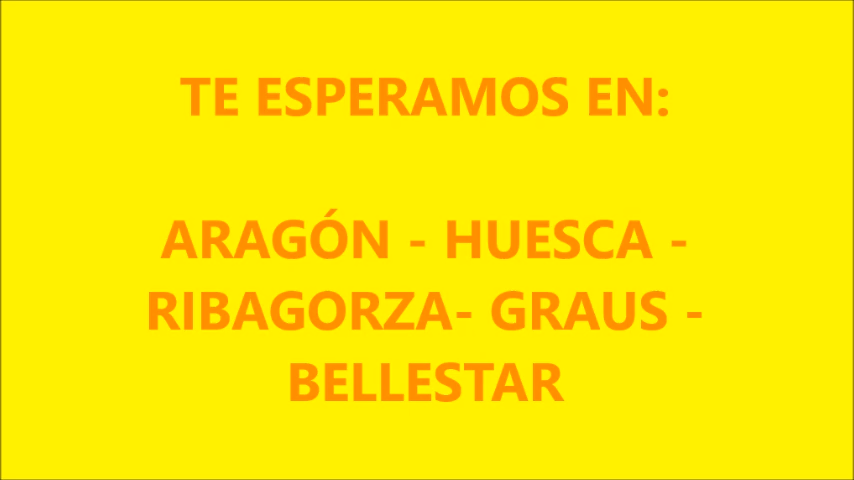 TE ESPERAMOS EN:
ARAGÓN - HUESCA -
RIBAGORZA- GRAUS -
BELLESTAR